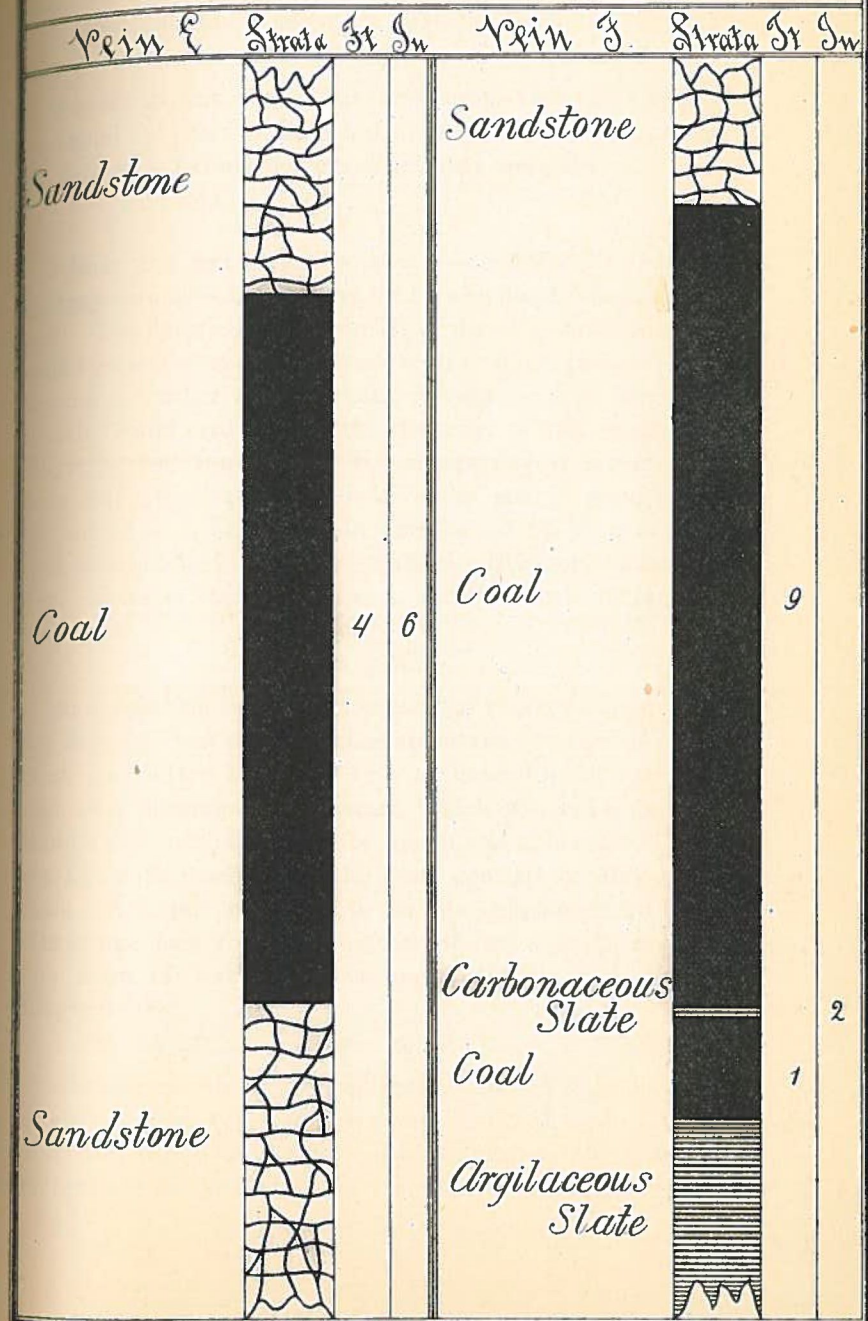 Vein E Strata Ft In
Sandstone
Coal 4 6
Sandstone
Vein F. Strata Ft In
Sandstone
Coal 9
Carbonaceous
Slate 2
Coal 1
Argilaceous
Slate